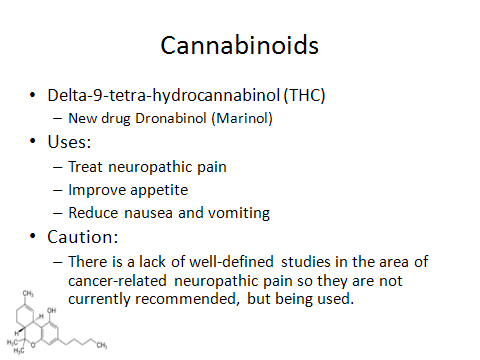 Cannabinoids
• Delta-9-tetra-hydrocannabinol (THC)
– New drug Dronabinol (Marinol)
• Uses:
– Treat neuropathic pain
– Improve appetite
– Reduce nausea and vomiting
• Caution:
– There is a lack of well-defined studies in the area of
cancer-related neuropathic pain so they are not
currently recommended, but being used.
CH₃
OH
H
H
H₃C
H₃C
O
CH₃